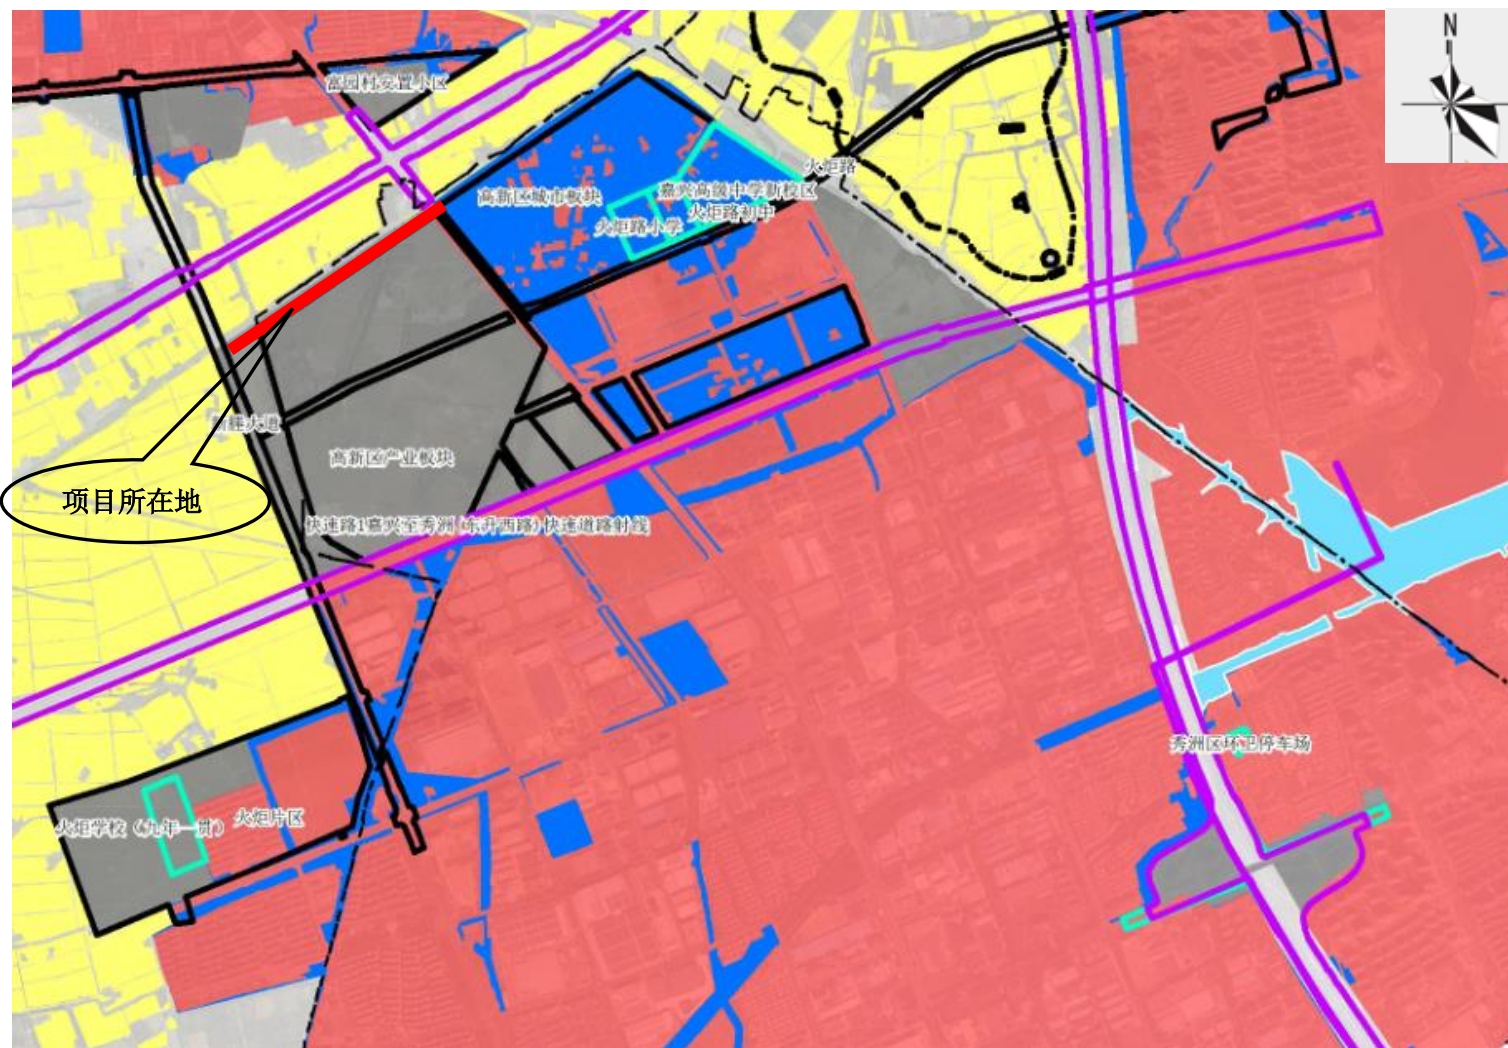 N
富园村安置小区
火炬路
高新区城市板块
嘉兴高级中学新校区
火炬路初中
火炬路小学
新塍大道
高新区产业板块
项目所在地
快速路1嘉兴至秀洲(东升西路)快速道路射线
秀洲区环卫停车场
火炬学校(九年一贯)
火炬片区